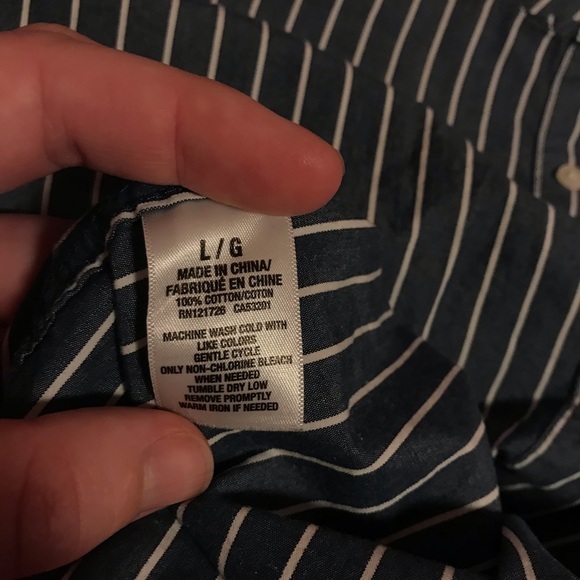 L / G
MADE IN CHINA/
FABRIQUÉ EN CHINE
100% COTTON/COTON
RN121726 CA53201
MACHINE WASH COLD WITH
LIKE COLORS
GENTLE CYCLE
ONLY NON-CHLORINE BLEACH
WHEN NEEDED
TUMBLE DRY LOW
REMOVE PROMPTLY
WARM IRON IF NEEDED